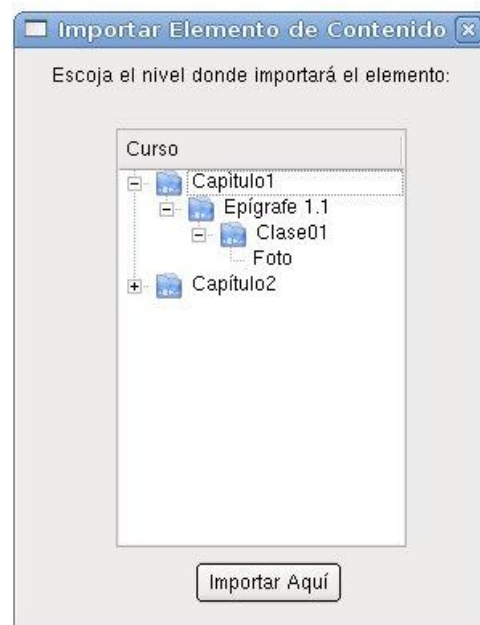 Importar Elemento de Contenido
Escoja el nivel donde importará el elemento:
Curso
Capìtulo1
Epígrafe 1.1
Clase01
Foto
Capítulo2
Importar Aquí